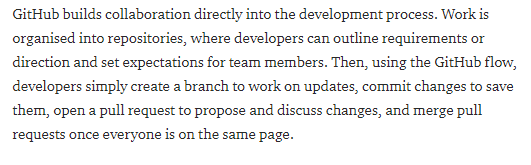 GitHub builds collaboration directly into the development process. Work is
organised into repositories, where developers can outline requirements or
direction and set expectations for team members. Then, using the GitHub flow,
developers simply create a branch to work on updates, commit changes to save
them, open a pull request to propose and discuss changes, and merge pull
requests once everyone is on the same page.